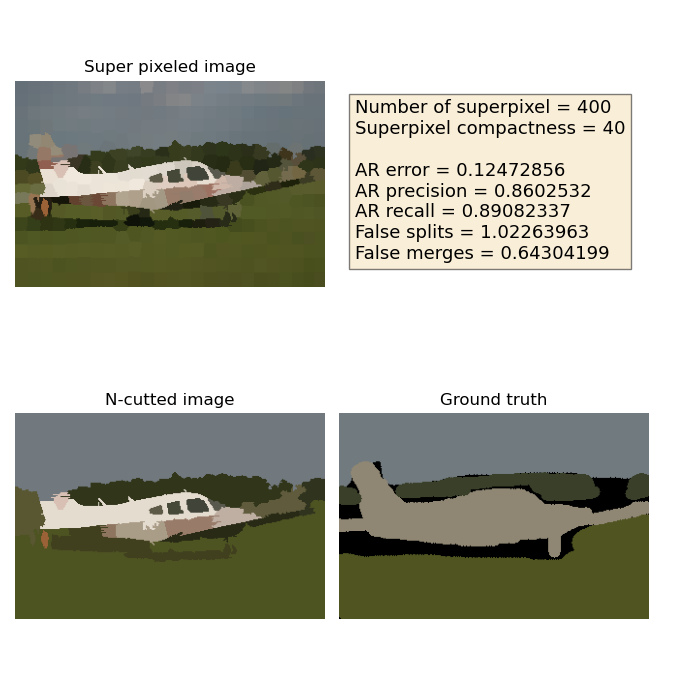 Super pixeled image
Number of superpixel = 400
Superpixel compactness = 40
AR error = 0.12472856
AR precision = 0.8602532
AR recall = 0.89082337
False splits = 1.02263963
False merges = 0.64304199
N-cutted image
Ground truth